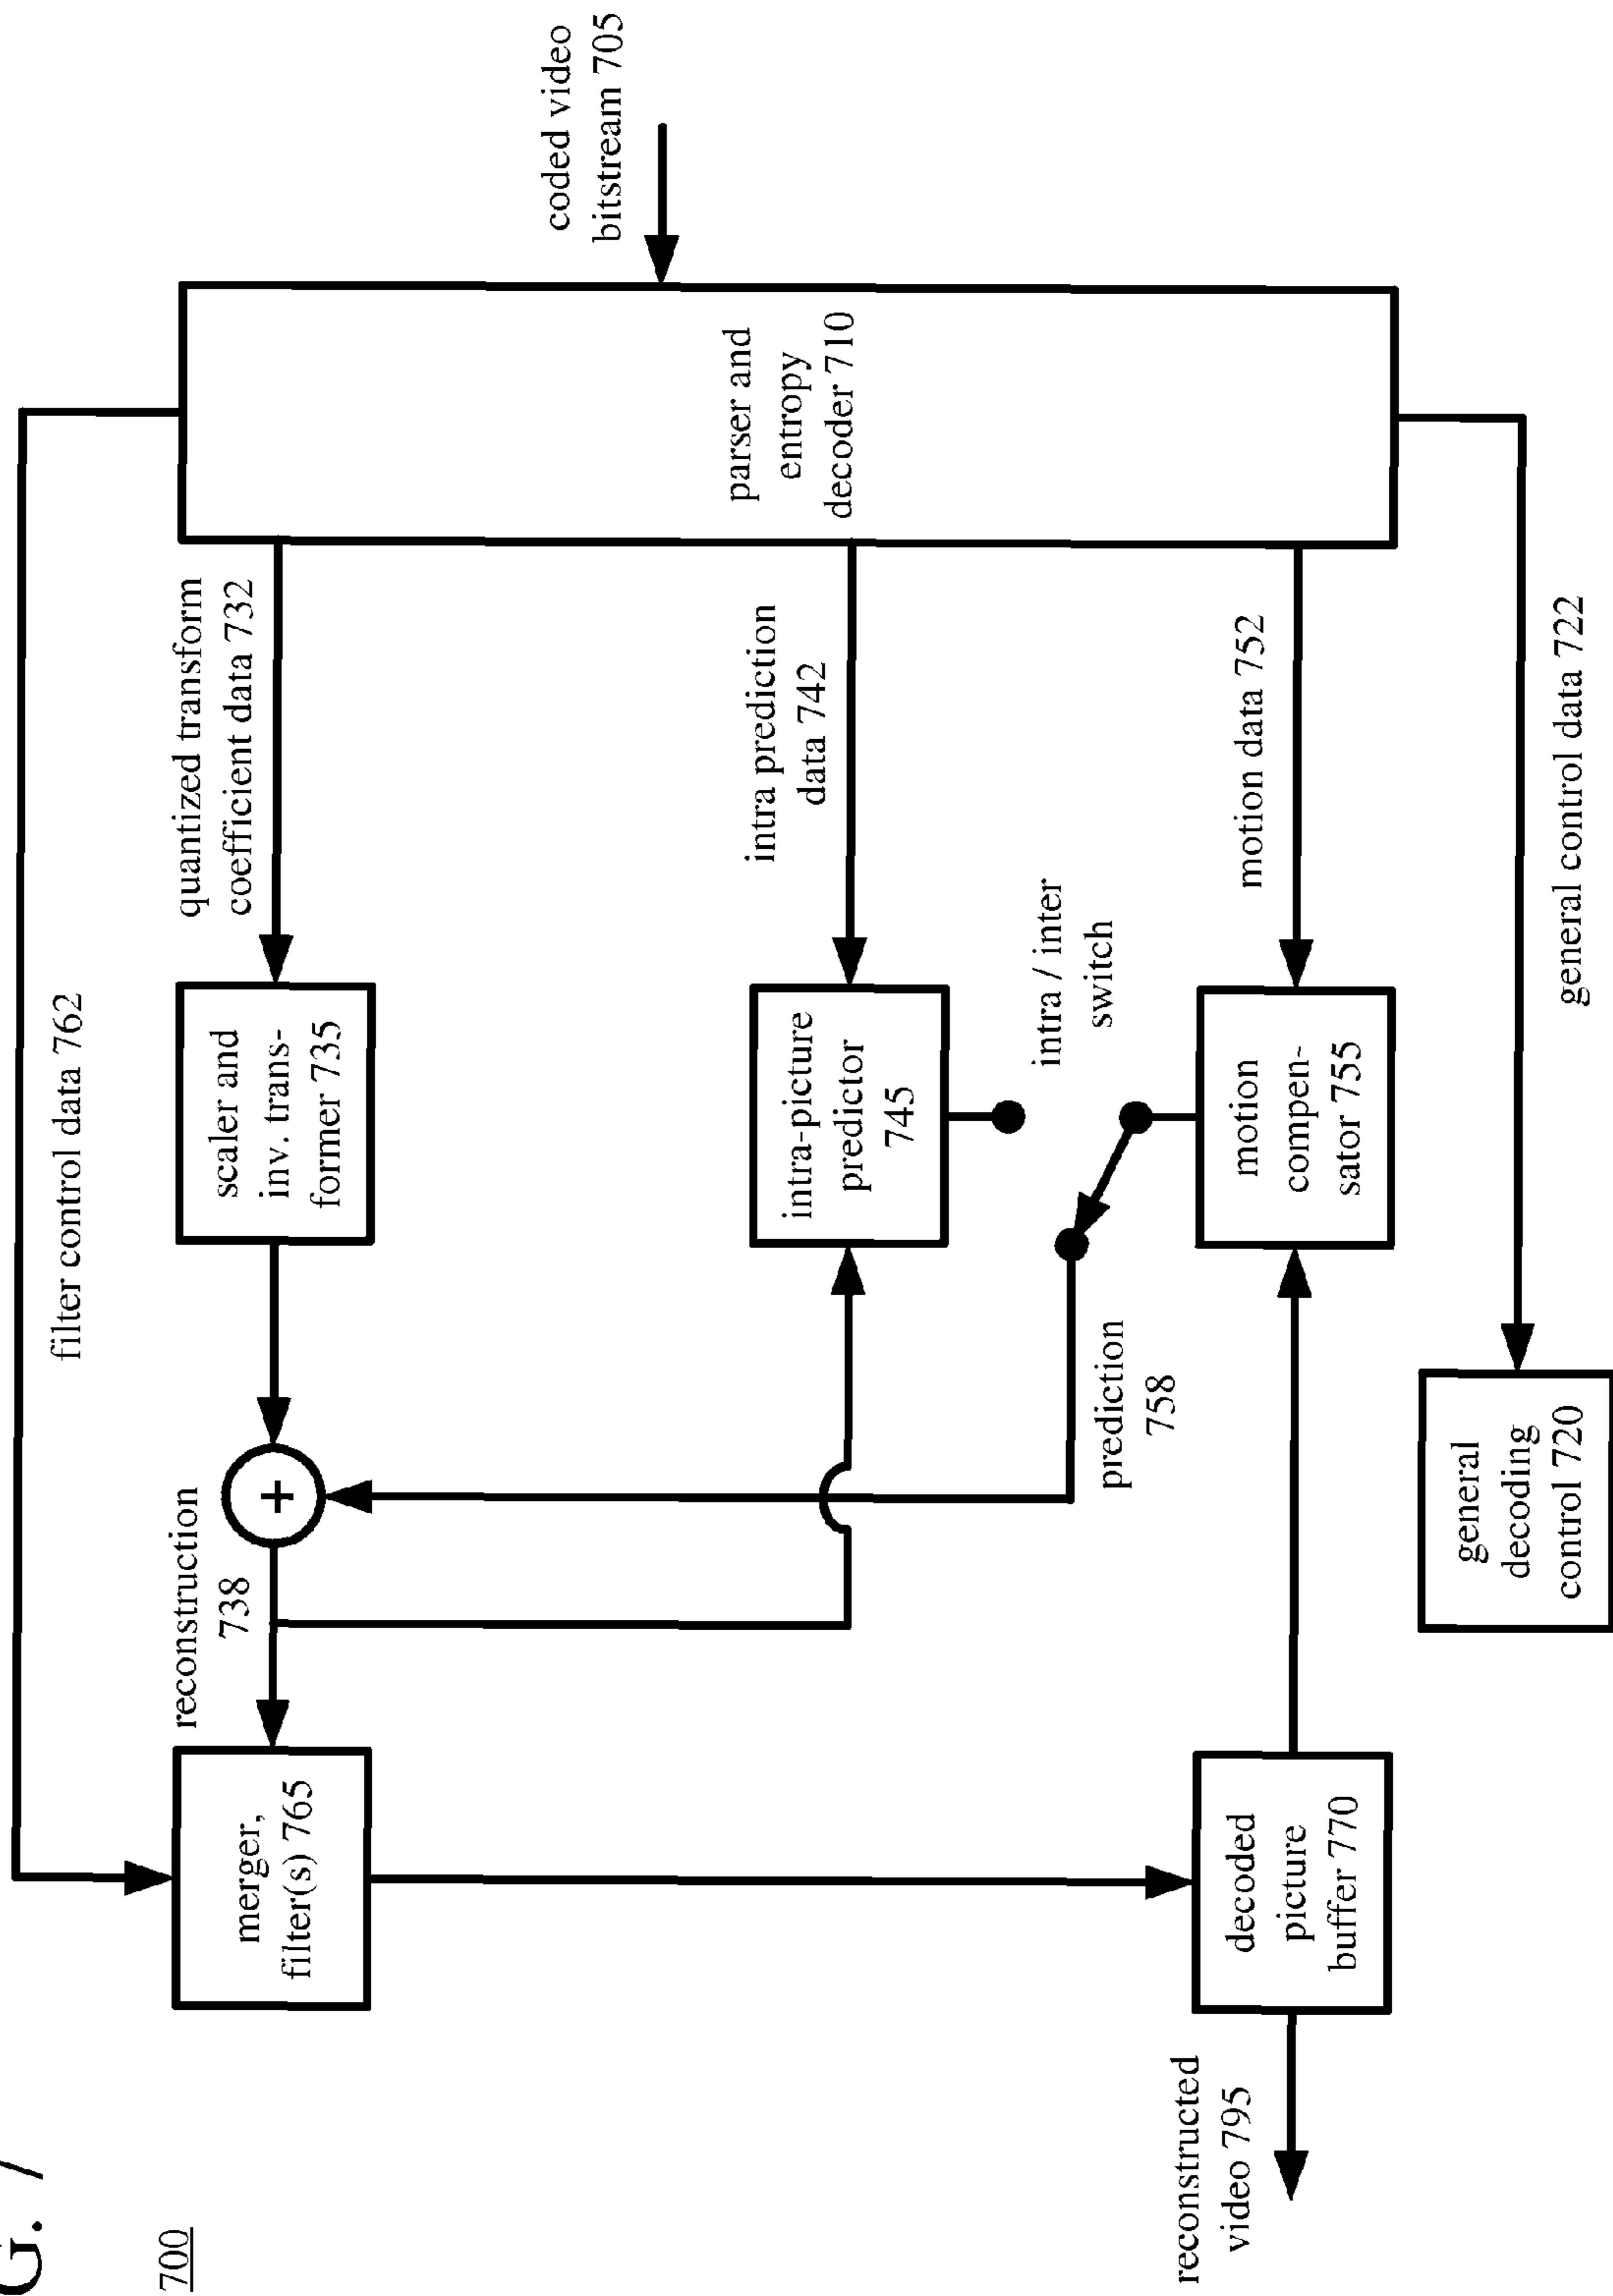 G.
filter control data 762
700
reconstruction
738
quantized transform
coefficient data 732
merger,
filter(s) 765
+
scaler and
inv. trans-
former 735
coded video
bitstream 705
parser and
entropy
decoder 710
intra prediction
data 742
intra-picture
predictor
745
intra / inter
switch
prediction
758
motion data 752
reconstructed
video 795
decoded
picture
buffer 770
motion
compen-
sator 755
general
decoding
control 720
general control data 722